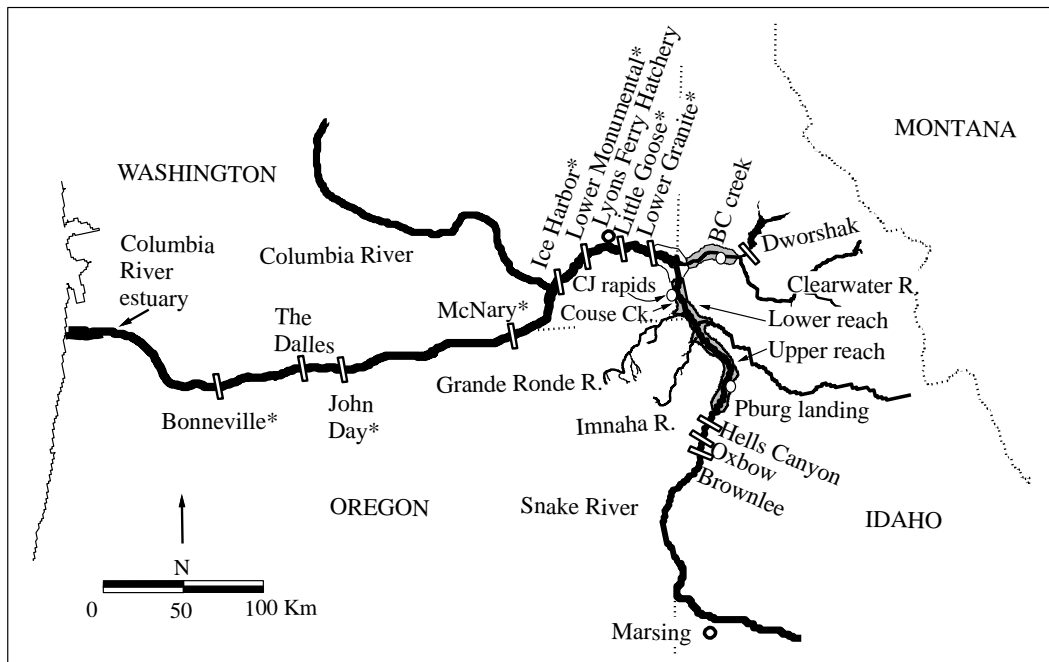 MONTANA
WASHINGTON
Ice Harbor*
Lower Monumental*
Lyons Ferry Hatchery
Little Goose*
Lower Granite*
BC creek
Dworshak
Columbia
River
estuary
Columbia River
CJ rapids
Clearwater R.
McNary*
Couse Ck.
Lower reach
The
Dalles
Upper reach
Grande Ronde R.
Bonneville*
John
Day*
Imnaha R.
Pburg landing
Hells Canyon
Oxbow
Brownlee
OREGON
Snake River
IDAHO
N
0 50 100 Km
Marsing